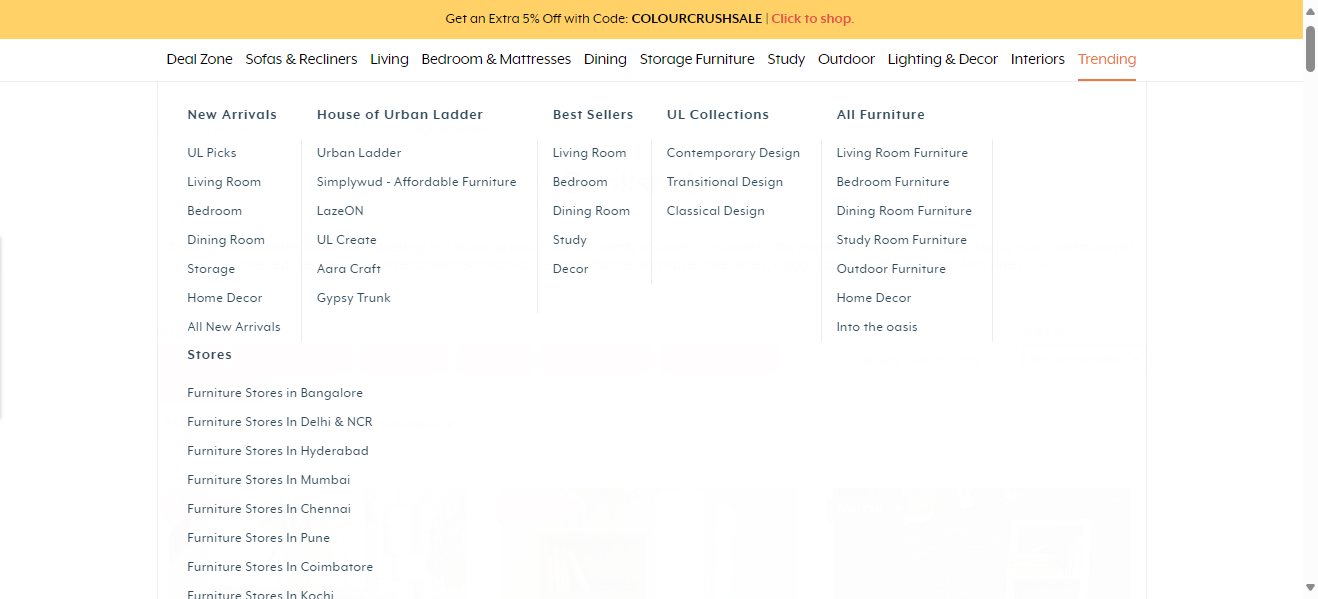 Get an Extra 5% Off with Code: COLOURCRUSHSALE | Click to shop.
Deal Zone Sofas & Recliners Living Bedroom & Mattresses Dining Storage Furniture Study Outdoor Lighting & Decor Interiors Trending
New Arrivals
UL Picks
Living Room
Bedroom
Dining Room
Storage
Home Decor
All New Arrivals
House of Urban Ladder
Urban Ladder
Simplywud - Affordable Furniture
LazeON
UL Create
Aara Craft
Gypsy Trunk
Best Sellers
Living Room
Bedroom
Dining Room
Study
Decor
UL Collections
Contemporary Design
Transitional Design
Classical Design
All Furniture
Living Room Furniture
Bedroom Furniture
Dining Room Furniture
Study Room Furniture
Outdoor Furniture
Home Decor
Into the oasis
Stores
Furniture Stores in Bangalore
Furniture Stores In Delhi & NCR
Furniture Stores In Hyderabad
Furniture Stores In Mumbai
Furniture Stores In Chennai
Furniture Stores In Pune
Furniture Stores In Coimbatore
Furniture Stores In Kochi